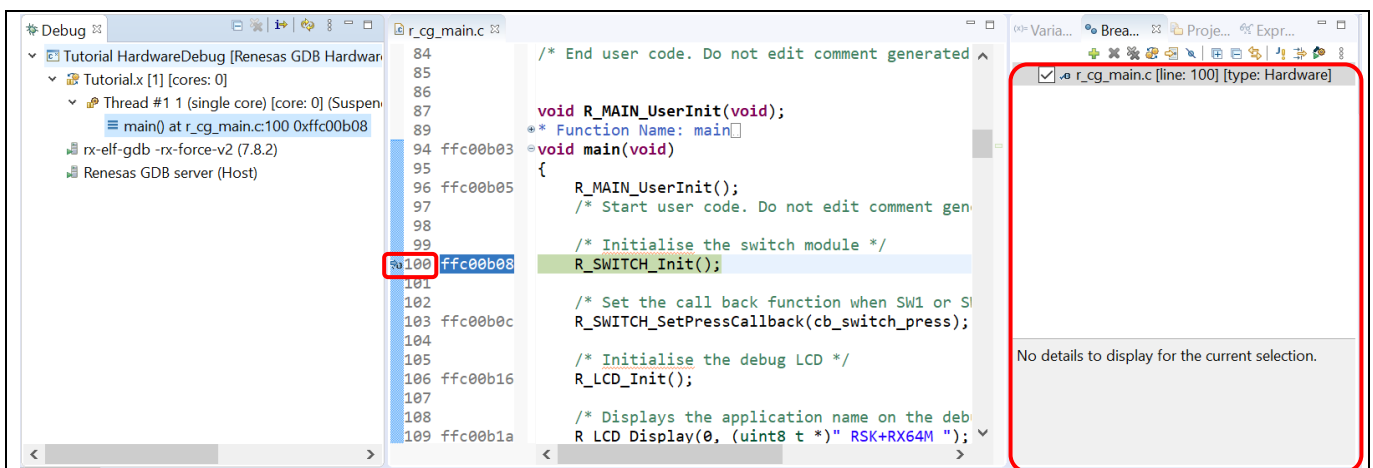 Debug
Tutorial HardwareDebug [Renesas GDB Hardwar
Tutorial.x [1] [cores: 0]
Thread #1 1 (single core) [core: 0] (Suspen
main() at r_cg_main.c:100 0xffc00b08
rx-elf-gdb -rx-force-v2 (7.8.2)
Renesas GDB server (Host)
r_cg_main.c
84 /* End user code. Do not edit comment generated
85
86
87 void R_MAIN_UserInit(void);
89 * Function Name: main
94 ffc00b03 void main(void)
95 {
96 ffc00b05 R_MAIN_UserInit();
97 /* Start user code. Do not edit comment gen
98
99 /* Initialise the switch module */
100 ffc00b08 R_SWITCH_Init();
101
102 /* Set the call back function when SW1 or S
103 ffc00b0c R_SWITCH_SetPressCallback(cb_switch_press);
104
105 /* Initialise the debug LCD */
106 ffc00b16 R_LCD_Init();
107
108 /* Displays the application name on the deb
109 ffc00b1a R_LCD_Display(0, (uint8_t *)" RSK+RX64M ");
(x)= Varia... Brea... Proje... Expr...
r_cg_main.c [line: 100] [type: Hardware]
No details to display for the current selection.